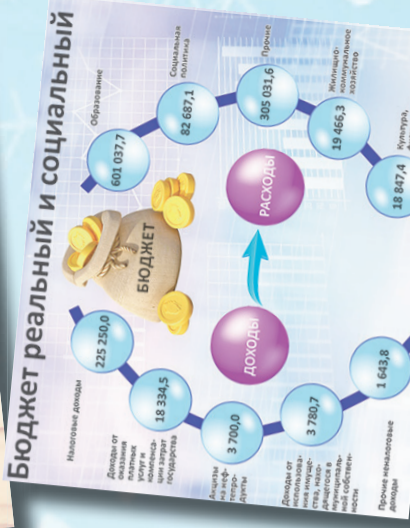 Бюджет реальный и социальный
Налоговые доходы
225 250,0
Доходы от
оказания
платных
услуг и
компенса-
ции затрат
государства
18 334,5
Акцизы
на неф-
тепро-
дукты
3 700,0
Доходы от
использова-
ния имуще-
ства, нахо-
дящегося в
муниципаль-
ной собствен-
ности
3 780,7
Прочие неналоговые
доходы
1 643,8
БЮДЖЕТ
ДОХОДЫ
РАСХОДЫ
Образование
601 037,7
Социальная
политика
82 687,1
Прочие
305 031,6
Жилищно-
коммунальное
хозяйство
19 466,3
Культура,
18 847,4